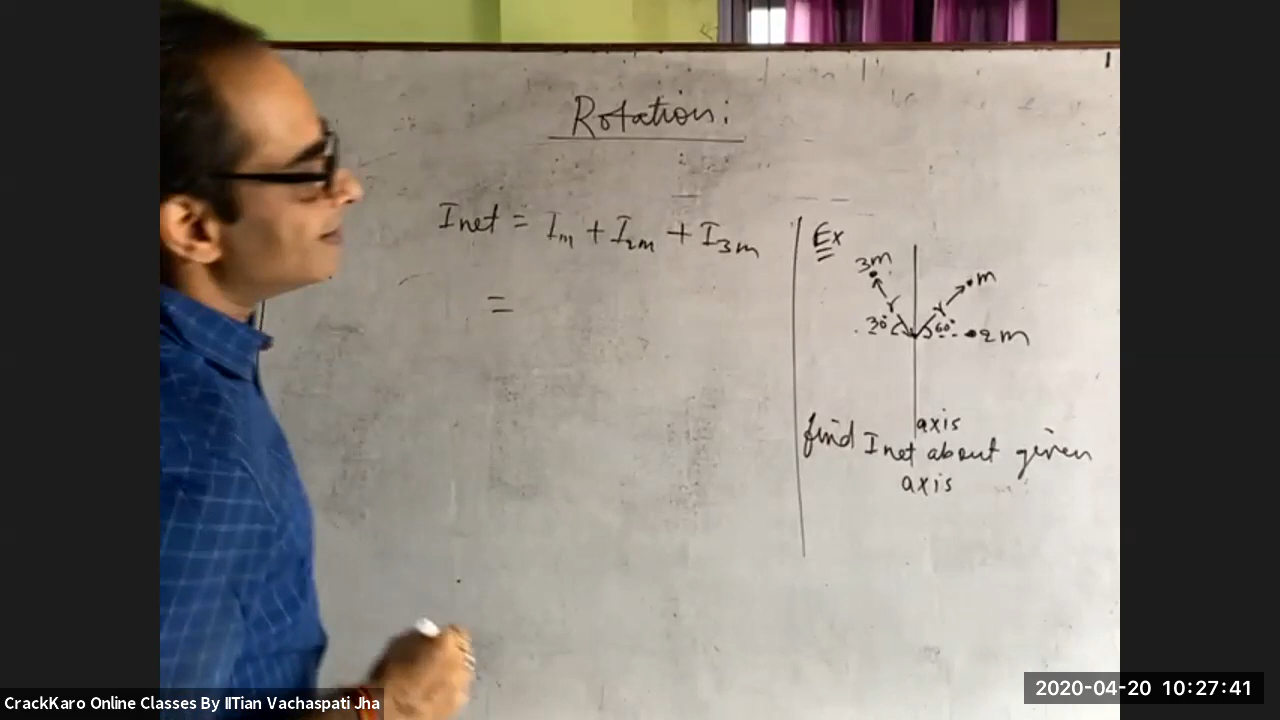 Rotation:
Inet = Im + I2m + I3m
=
Ex
3m
m
r
r
30°
60°
2m
axis
find Inet about given
axis
CrackKaro Online Classes By IITian Vachaspati Jha
2020-04-20 10:27:41